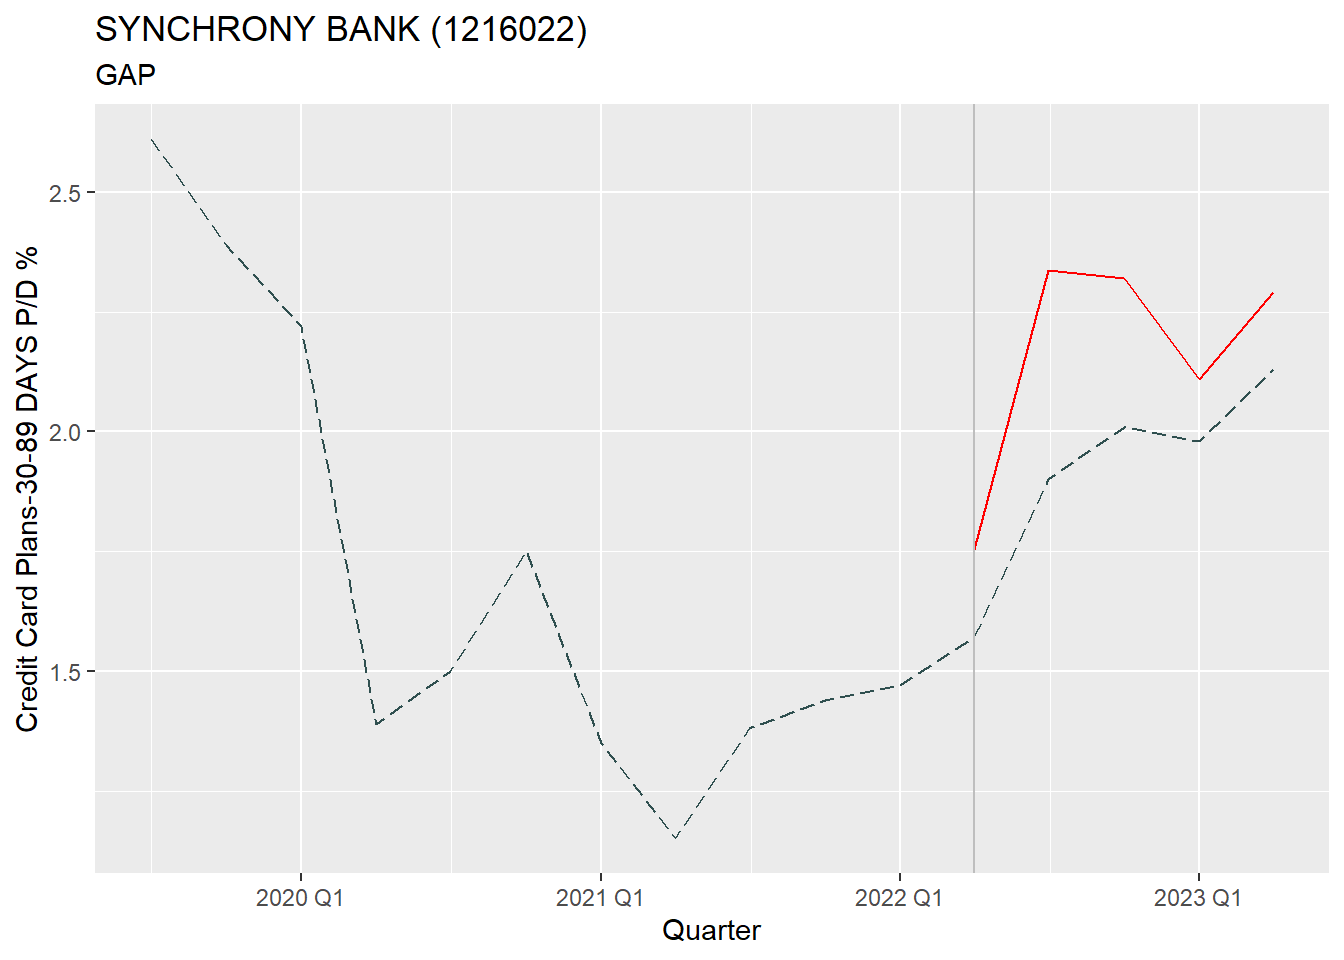 SYNCHRONY BANK (1216022)
GAP
Credit Card Plans-30-89 DAYS P/D %
2.5
2.0
1.5
2020 Q1
2021 Q1
2022 Q1
2023 Q1
Quarter